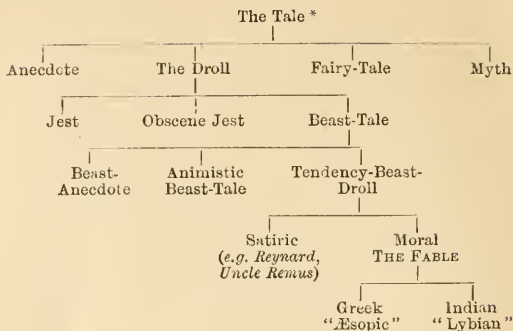 The Tale *
Anecdote The Droll Fairy-Tale Myth
Jest Obscene Jest Beast-Tale
Beast- Animistic Tendency-Beast-
Anecdote Beast-Tale Droll
Satiric Moral
(e.g. Reynard, THE FABLE
Uncle Remus)
Greek Indian
"Æsopic" "Lybian"